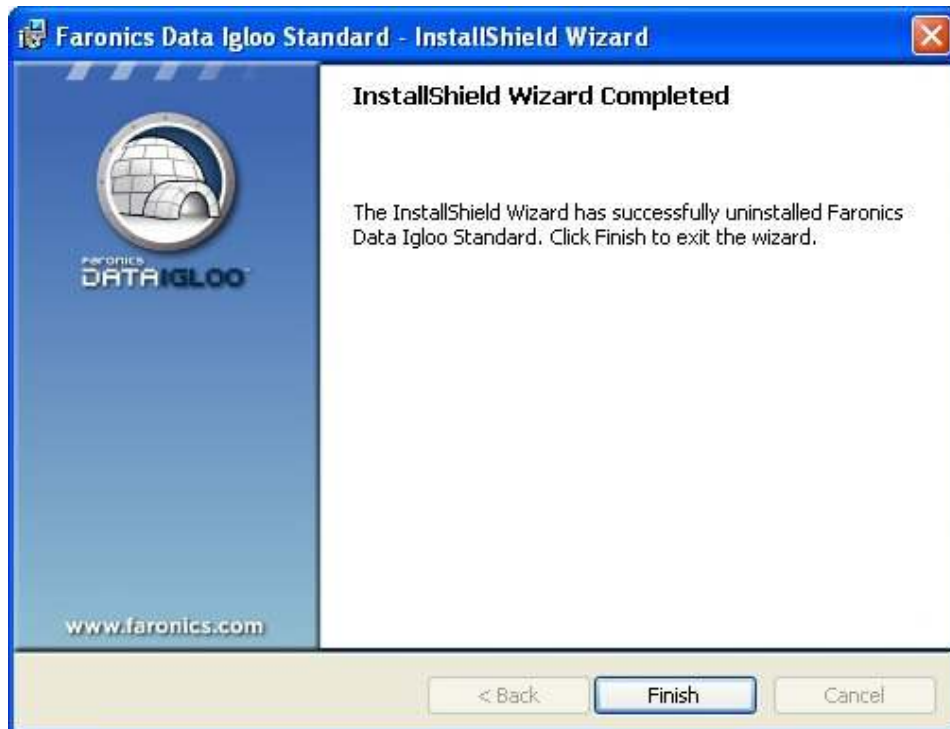 Faronics Data Igloo Standard - InstallShield Wizard
InstallShield Wizard Completed
The InstallShield Wizard has successfully uninstalled Faronics
Data Igloo Standard. Click Finish to exit the wizard.
Faronics
DATAIGLOO
www.faronics.com
< Back
Finish
Cancel